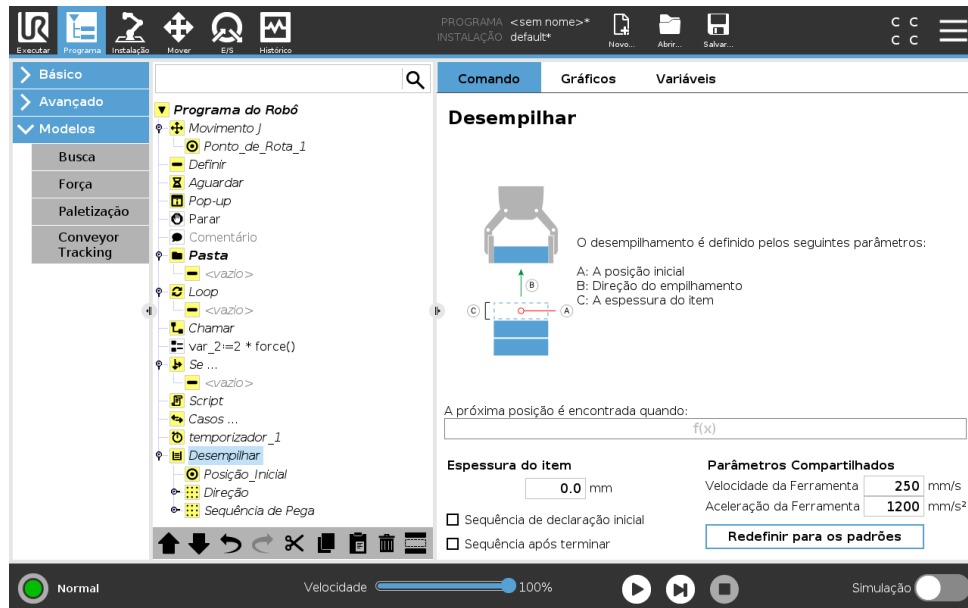 UR
Executar
Programa
Instalação
Mover
E/S
Histórico
PROGRAMA <sem nome>*
INSTALAÇÃO default*
Novo...
Abrir...
Salvar...
C C
C C
Básico
Avançado
Modelos
Busca
Força
Paletização
Conveyor
Tracking
Programa do Robô
Movimento J
Ponto_de_Rota_1
Definir
Aguardar
Pop-up
Parar
Comentário
Pasta
<vazio>
Loop
<vazio>
Chamar
var_2:=2 * force()
Se ...
<vazio>
Script
Casos ...
temporizador_1
Desempilhar
Posição_Inicial
Direção
Sequência de Pega
Comando
Gráficos
Variáveis
Desempilhar
O desempilhamento é definido pelos seguintes parâmetros:
A: A posição inicial
B: Direção do empilhamento
C: A espessura do item
B
C
A
A próxima posição é encontrada quando:
f(x)
Espessura do item
0.0 mm
Sequência de declaração inicial
Sequência após terminar
Parâmetros Compartilhados
Velocidade da Ferramenta 250 mm/s
Aceleração da Ferramenta 1200 mm/s²
Redefinir para os padrões
Normal
Velocidade 100%
Simulação